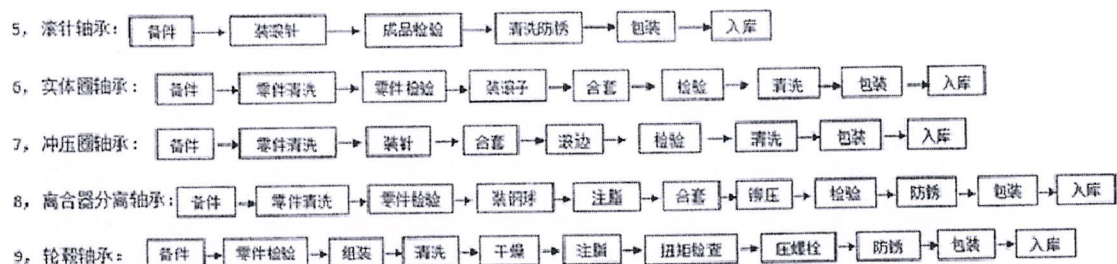 5, 滚针轴承: 备件 → 装滚针 → 成品检验 → 清洗防锈 → 包装 → 入库
6, 实体圈轴承: 备件 → 零件清洗 → 零件检验 → 装滚子 → 合套 → 检验 → 清洗 → 包装 → 入库
7, 冲压圈轴承: 备件 → 零件清洗 → 装针 → 合套 → 滚边 → 检验 → 清洗 → 包装 → 入库
8, 离合器分离轴承: 备件 → 零件清洗 → 零件检验 → 装钢球 → 注脂 → 合套 → 铆压 → 检验 → 防锈 → 包装 → 入库
9, 轮毂轴承: 备件 → 零件检验 → 组装 → 清洗 → 干燥 → 注脂 → 扭矩检查 → 压螺栓 → 防锈 → 包装 → 入库